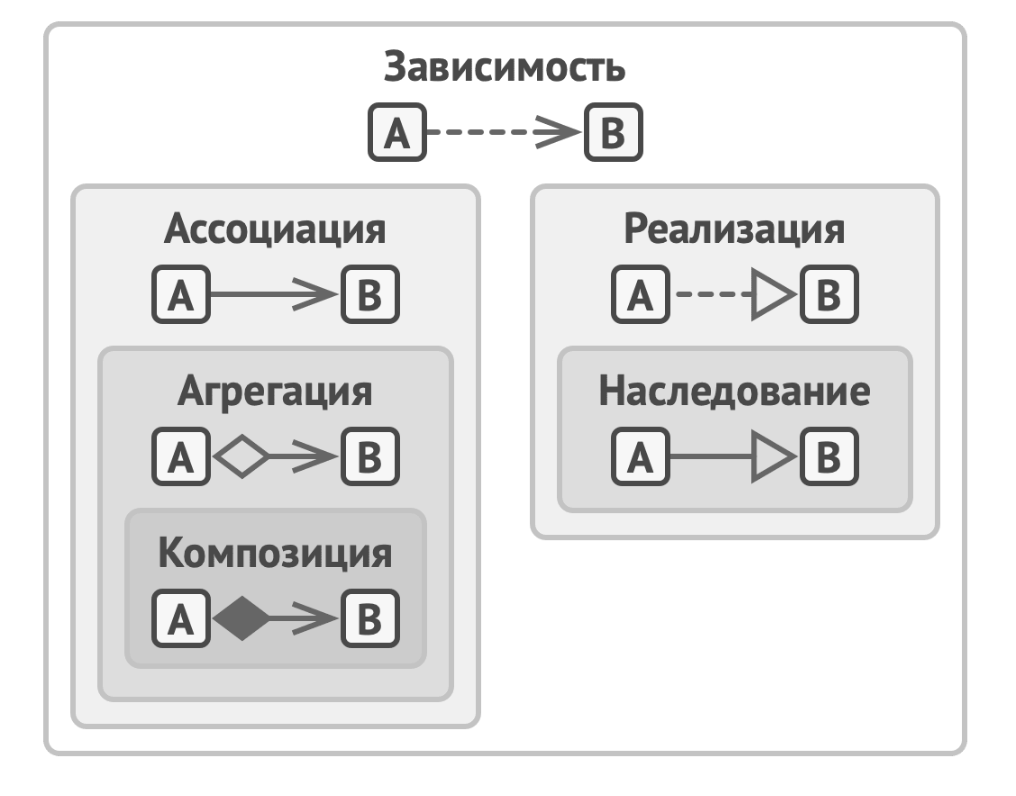 Зависимость
A B
Ассоциация
A B
Агрегация
A B
Композиция
A B
Реализация
A B
Наследование
A B